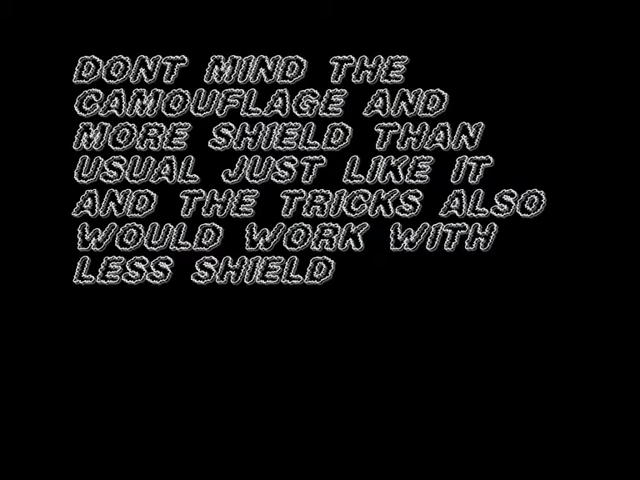 DONT MIND THE
CAMOUFLAGE AND
MORE SHIELD THAN
USUAL JUST LIKE IT
AND THE TRICKS ALSO
WOULD WORK WITH
LESS SHIELD